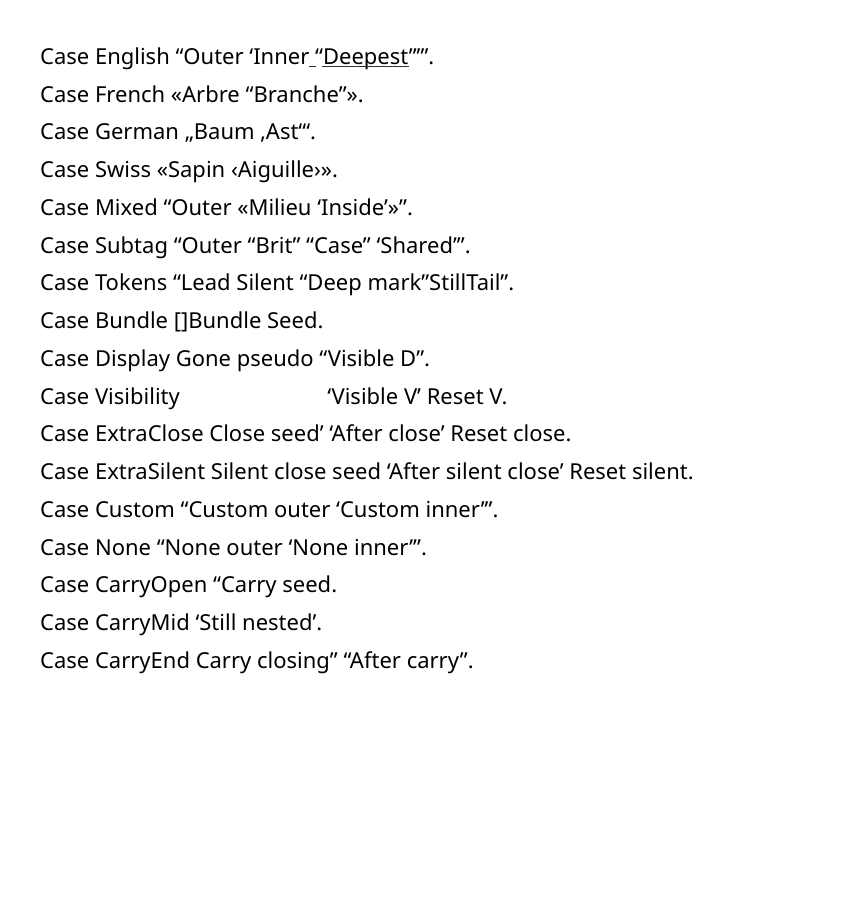 Case English “Outer ‘Inner “Deepest”’”.
Case French «Arbre “Branche”».
Case German „Baum ‚Ast‘“.
Case Swiss «Sapin ‹Aiguille›».
Case Mixed “Outer «Milieu ‘Inside’»”.
Case Subtag “Outer “Brit” “Case” ‘Shared’”.
Case Tokens “Lead Silent “Deep mark”StillTail”.
Case Bundle []Bundle Seed.
Case Display Gone pseudo “Visible D”.
Case Visibility ‘Visible V’ Reset V.
Case ExtraClose Close seed’ ‘After close’ Reset close.
Case ExtraSilent Silent close seed ‘After silent close’ Reset silent.
Case Custom “Custom outer ‘Custom inner’”.
Case None “None outer ‘None inner’”.
Case CarryOpen “Carry seed.
Case CarryMid ‘Still nested’.
Case CarryEnd Carry closing” “After carry”.